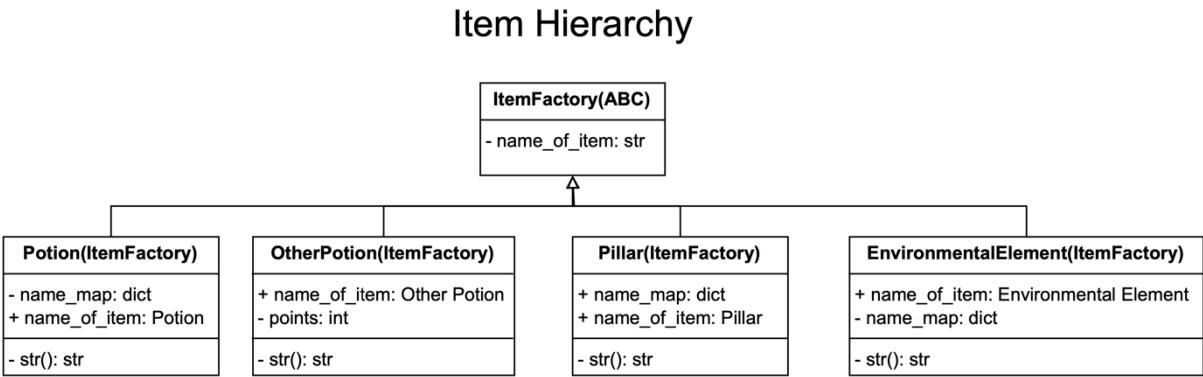 Item Hierarchy
ItemFactory(ABC)
- name_of_item: str
Potion(ItemFactory)
- name_map: dict
+ name_of_item: Potion
- str(): str
OtherPotion(ItemFactory)
+ name_of_item: Other Potion
- points: int
- str(): str
Pillar(ItemFactory)
+ name_map: dict
+ name_of_item: Pillar
- str(): str
EnvironmentalElement(ItemFactory)
+ name_of_item: Environmental Element
- name_map: dict
- str(): str